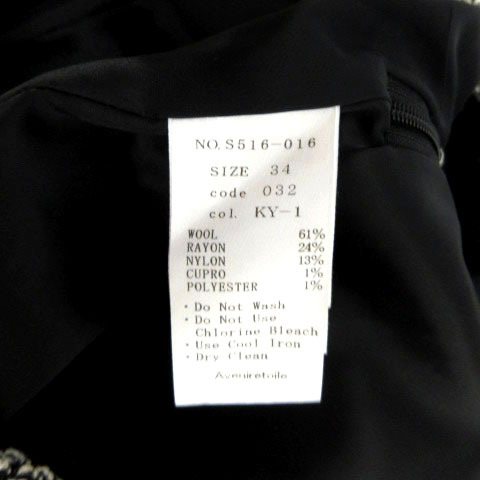 NO.S516-016
SIZE 34
code 032
col. KY-1
WOOL 61%
RAYON 24%
NYLON 13%
CUPRO 1%
POLYESTER 1%
・Do Not Wash
・Do Not Use
Chlorine Bleach
・Use Cool Iron
・Dry Clean
Aveniretoile